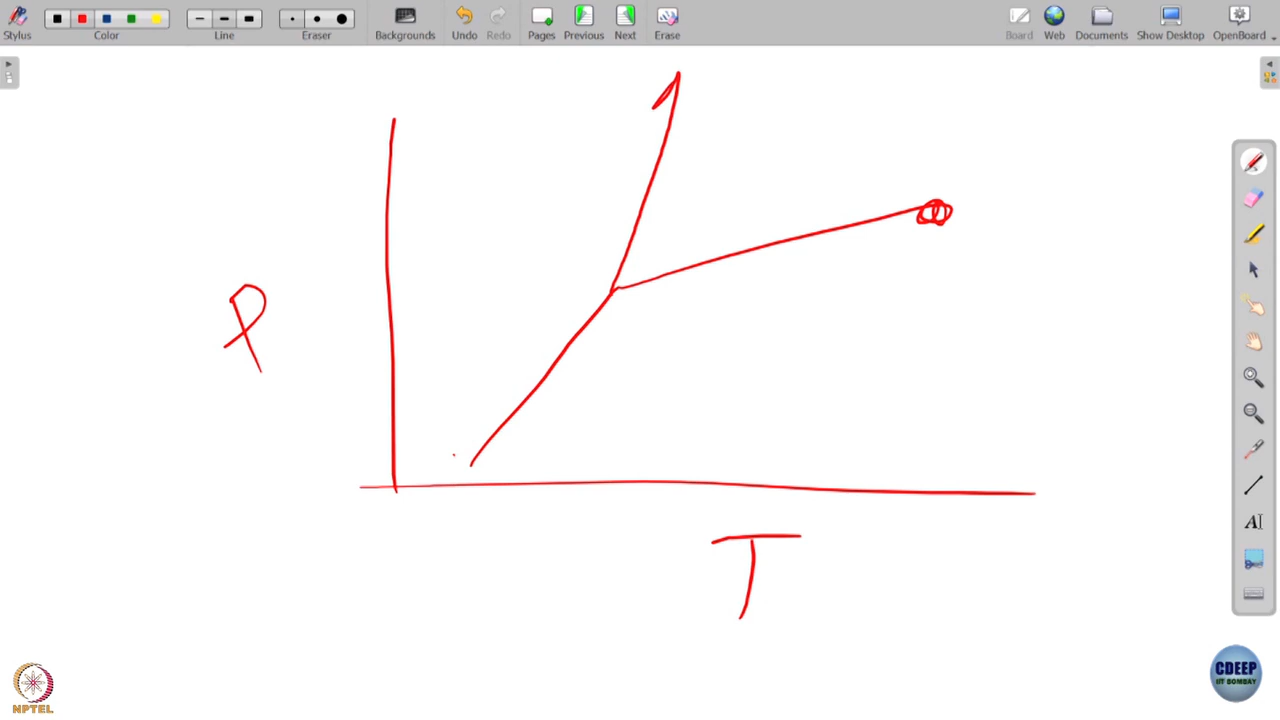 Stylus
Color
Line
Eraser
Backgrounds
Undo
Redo
Pages
Previous
Next
Erase
Board
Web
Documents
Show Desktop
OpenBoard
P
T
AI
NPTEL
CDEEP
IIT BOMBAY